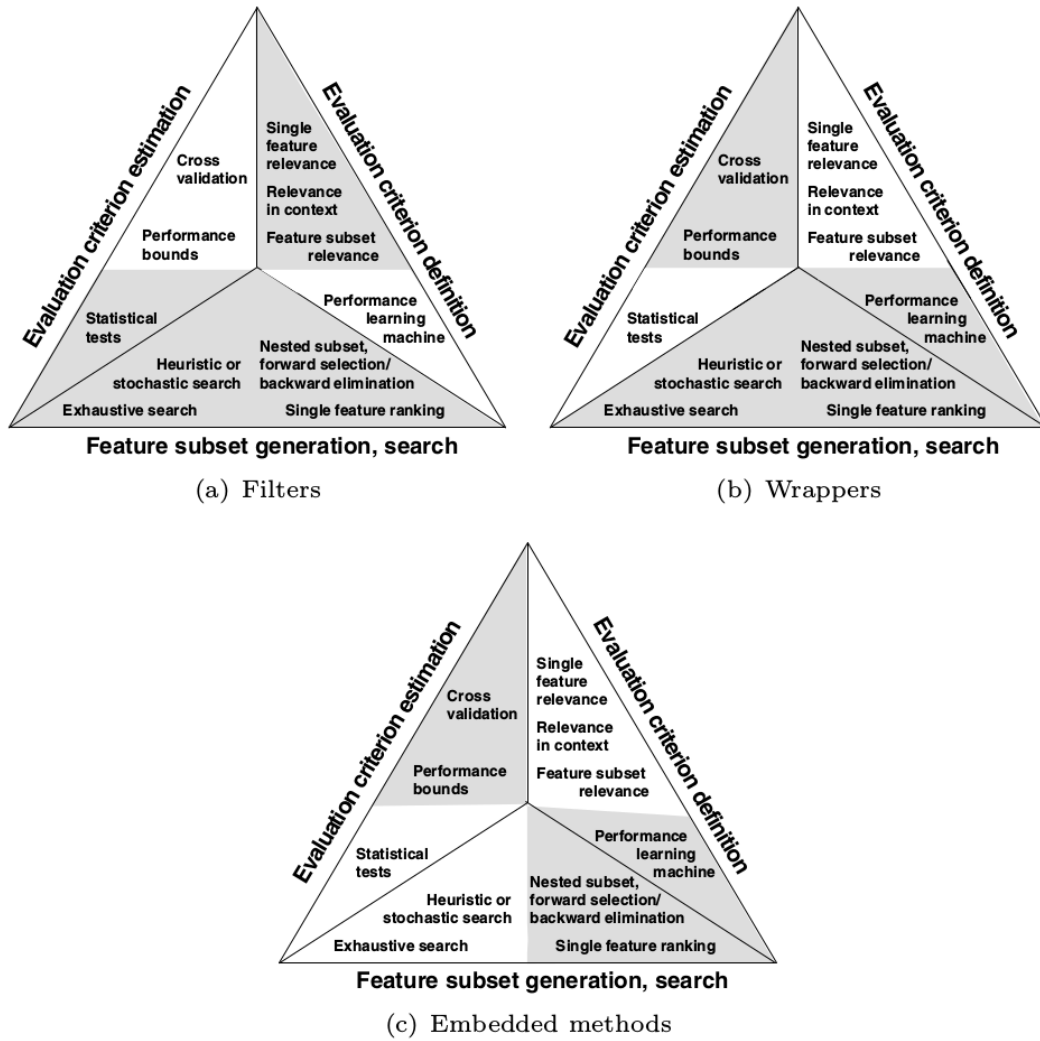 Evaluation criterion estimation
Evaluation criterion definition
Cross
validation
Performance
bounds
Single
feature
relevance
Relevance
in context
Feature subset
relevance
Statistical
tests
Performance
learning
machine
Heuristic or
stochastic search
Nested subset,
forward selection/
backward elimination
Exhaustive search
Single feature ranking
Feature subset generation, search
(a) Filters
Evaluation criterion estimation
Evaluation criterion definition
Cross
validation
Performance
bounds
Single
feature
relevance
Relevance
in context
Feature subset
relevance
Statistical
tests
Performance
learning
machine
Heuristic or
stochastic search
Nested subset,
forward selection/
backward elimination
Exhaustive search
Single feature ranking
Feature subset generation, search
(b) Wrappers
Evaluation criterion estimation
Evaluation criterion definition
Cross
validation
Performance
bounds
Single
feature
relevance
Relevance
in context
Feature subset
relevance
Statistical
tests
Performance
learning
machine
Heuristic or
stochastic search
Nested subset,
forward selection/
backward elimination
Exhaustive search
Single feature ranking
Feature subset generation, search
(c) Embedded methods